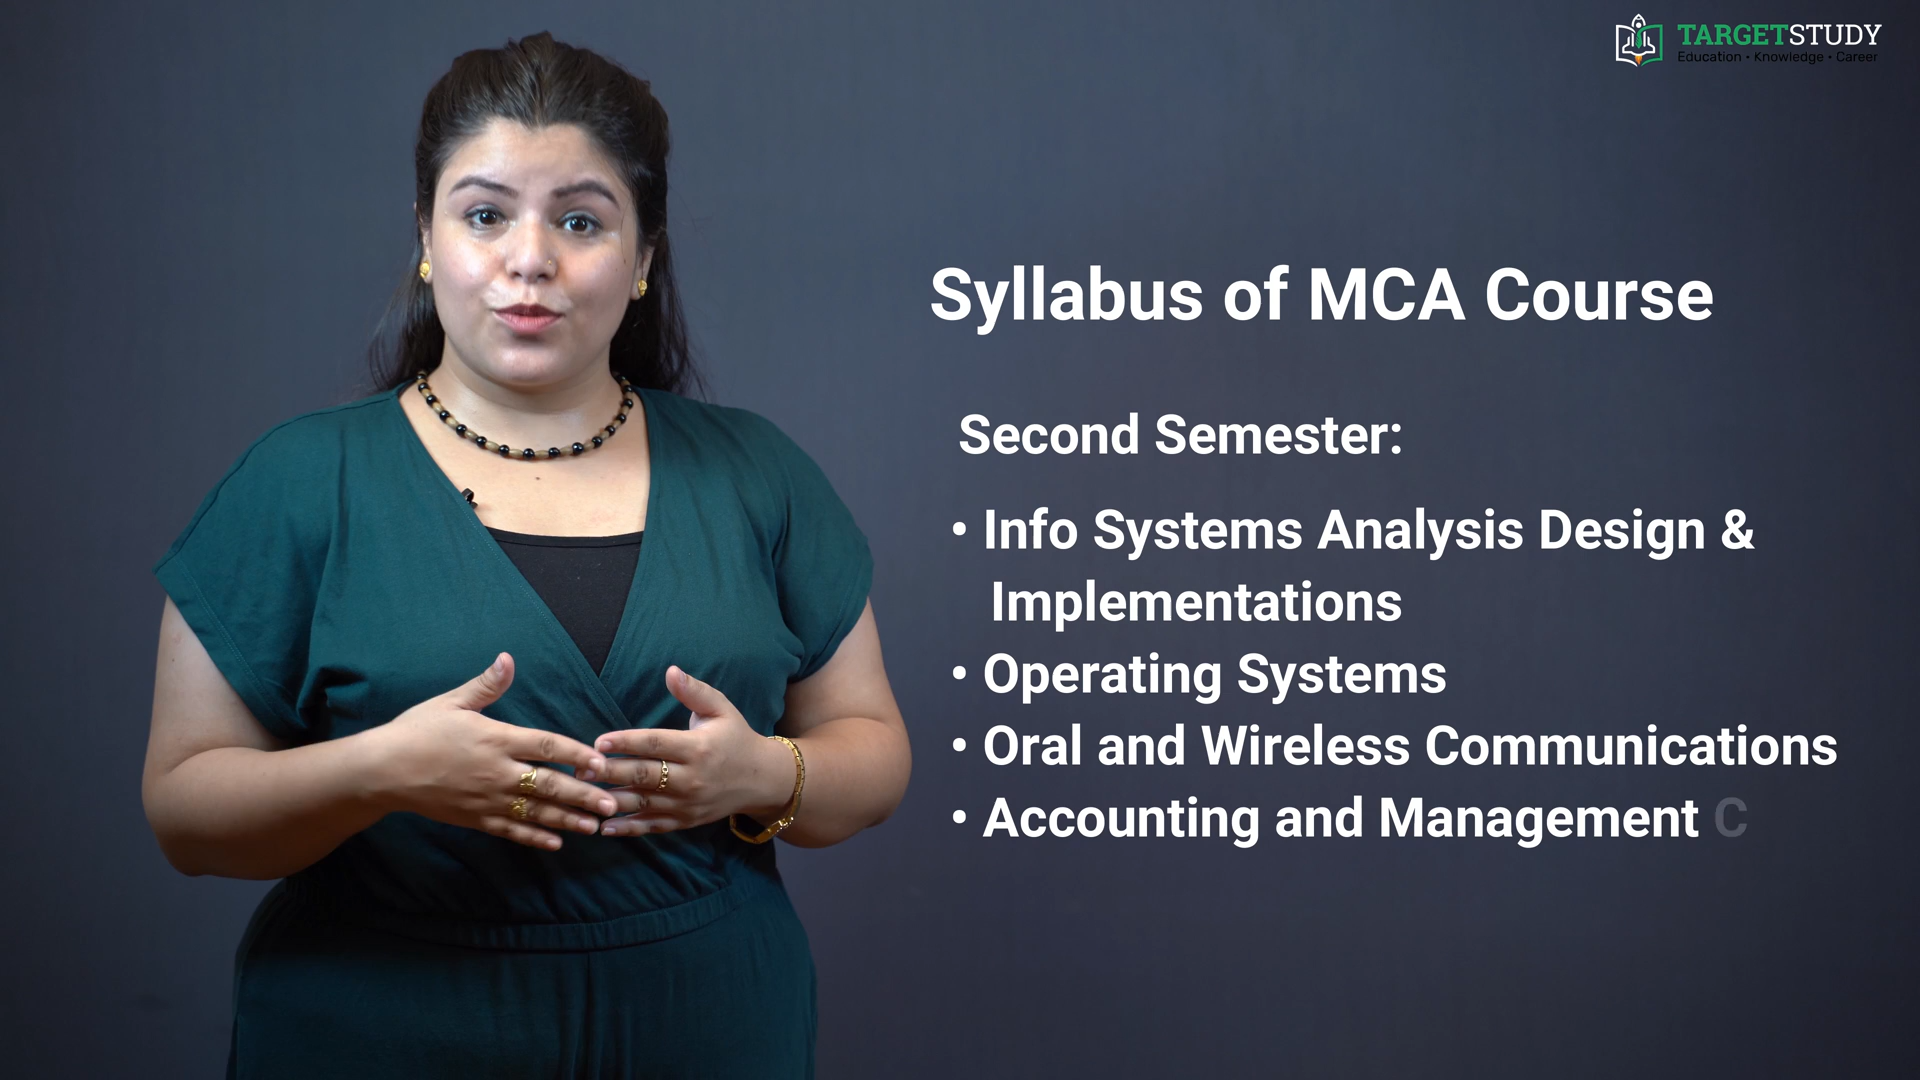 TARGETSTUDY
Education • Knowledge • Career
Syllabus of MCA Course
Second Semester:
• Info Systems Analysis Design &
Implementations
• Operating Systems
• Oral and Wireless Communications
• Accounting and Management C